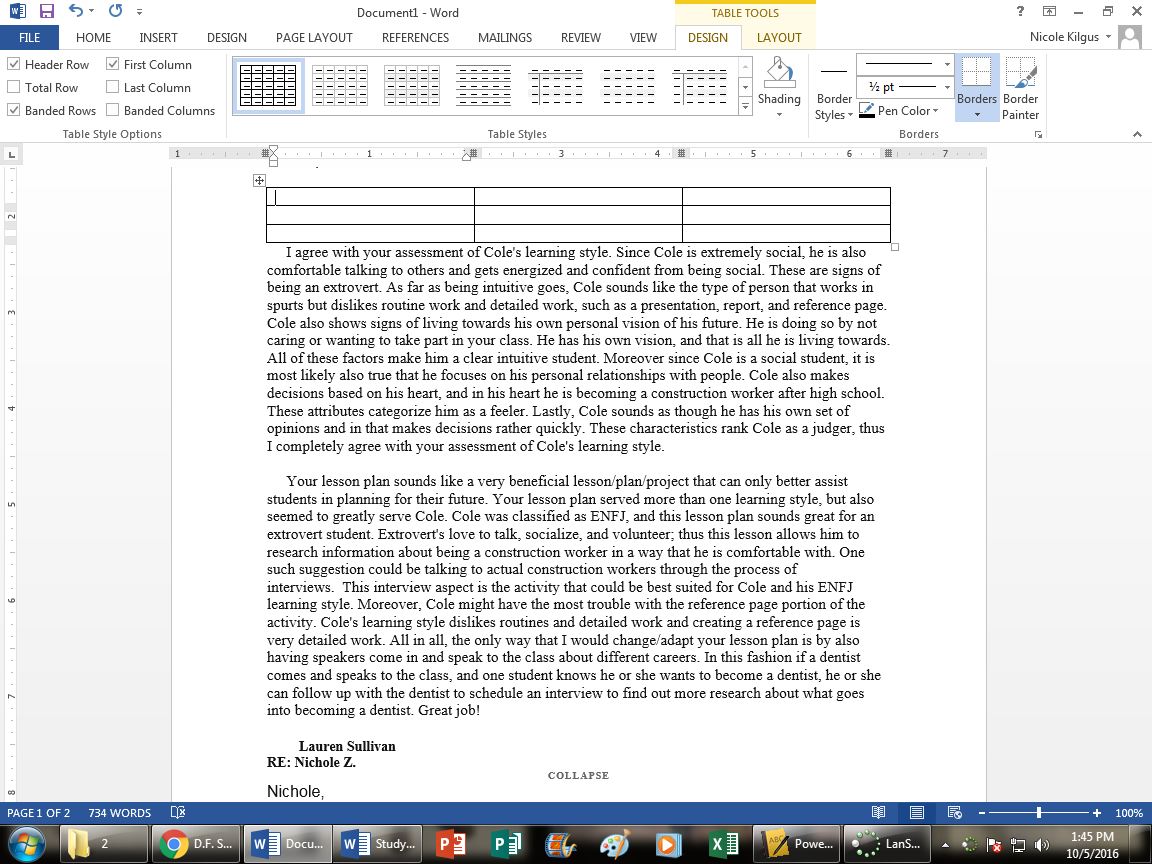 Document1 - Word
TABLE TOOLS
?
FILE
HOME
INSERT
DESIGN
PAGE LAYOUT
REFERENCES
MAILINGS
REVIEW
VIEW
DESIGN
LAYOUT
Nicole Kilgus
Header Row
First Column
Total Row
Last Column
Banded Rows
Banded Columns
Table Style Options
Table Styles
Shading
Border Styles
½ pt
Pen Color
Borders
Border Painter
Borders
1 1 3 4 5 6 7
I agree with your assessment of Cole's learning style. Since Cole is extremely social, he is also
comfortable talking to others and gets energized and confident from being social. These are signs of
being an extrovert. As far as being intuitive goes, Cole sounds like the type of person that works in
spurts but dislikes routine work and detailed work, such as a presentation, report, and reference page.
Cole also shows signs of living towards his own personal vision of his future. He is doing so by not
caring or wanting to take part in your class. He has his own vision, and that is all he is living towards.
All of these factors make him a clear intuitive student. Moreover since Cole is a social student, it is
most likely also true that he focuses on his personal relationships with people. Cole also makes
decisions based on his heart, and in his heart he is becoming a construction worker after high school.
These attributes categorize him as a feeler. Lastly, Cole sounds as though he has his own set of
opinions and in that makes decisions rather quickly. These characteristics rank Cole as a judger, thus
I completely agree with your assessment of Cole's learning style.
Your lesson plan sounds like a very beneficial lesson/plan/project that can only better assist
students in planning for their future. Your lesson plan served more than one learning style, but also
seemed to greatly serve Cole. Cole was classified as ENFJ, and this lesson plan sounds great for an
extrovert student. Extrovert's love to talk, socialize, and volunteer; thus this lesson allows him to
research information about being a construction worker in a way that he is comfortable with. One
such suggestion could be talking to actual construction workers through the process of
interviews.  This interview aspect is the activity that could be best suited for Cole and his ENFJ
learning style. Moreover, Cole might have the most trouble with the reference page portion of the
activity. Cole's learning style dislikes routines and detailed work and creating a reference page is
very detailed work. All in all, the only way that I would change/adapt your lesson plan is by also
having speakers come in and speak to the class about different careers. In this fashion if a dentist
comes and speaks to the class, and one student knows he or she wants to become a dentist, he or she
can follow up with the dentist to schedule an interview to find out more research about what goes
into becoming a dentist. Great job!
Lauren Sullivan
RE: Nichole Z.
COLLAPSE
Nichole,
2
3
4
5
6
7
8
PAGE 1 OF 2
734 WORDS
100%
2
D.F. S...
Docu...
Study...
Powe...
LanS...
1:45 PM
10/5/2016